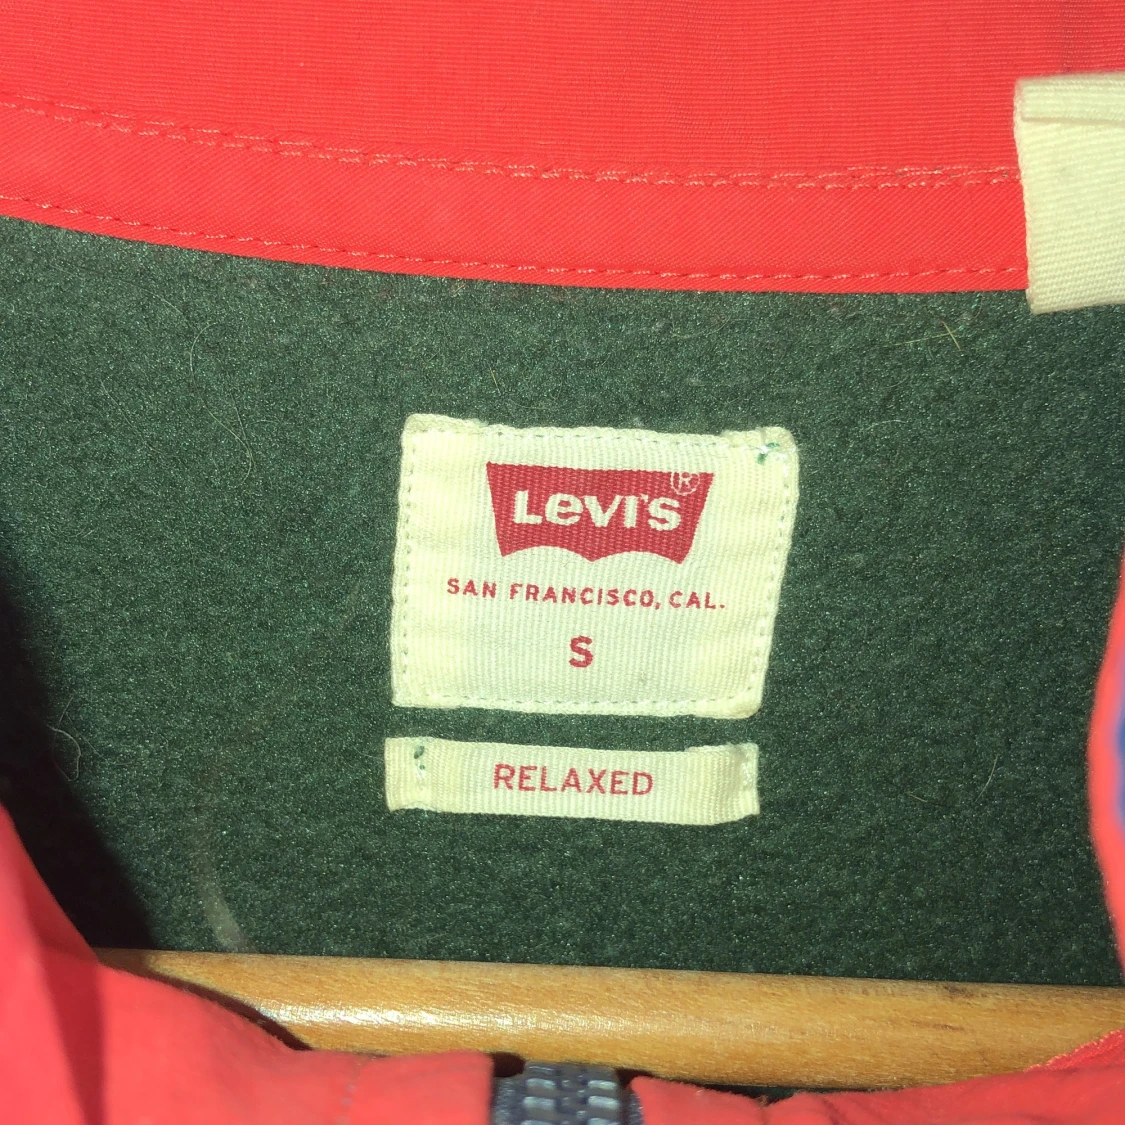 Levi's®
SAN FRANCISCO, CAL.
S
RELAXED